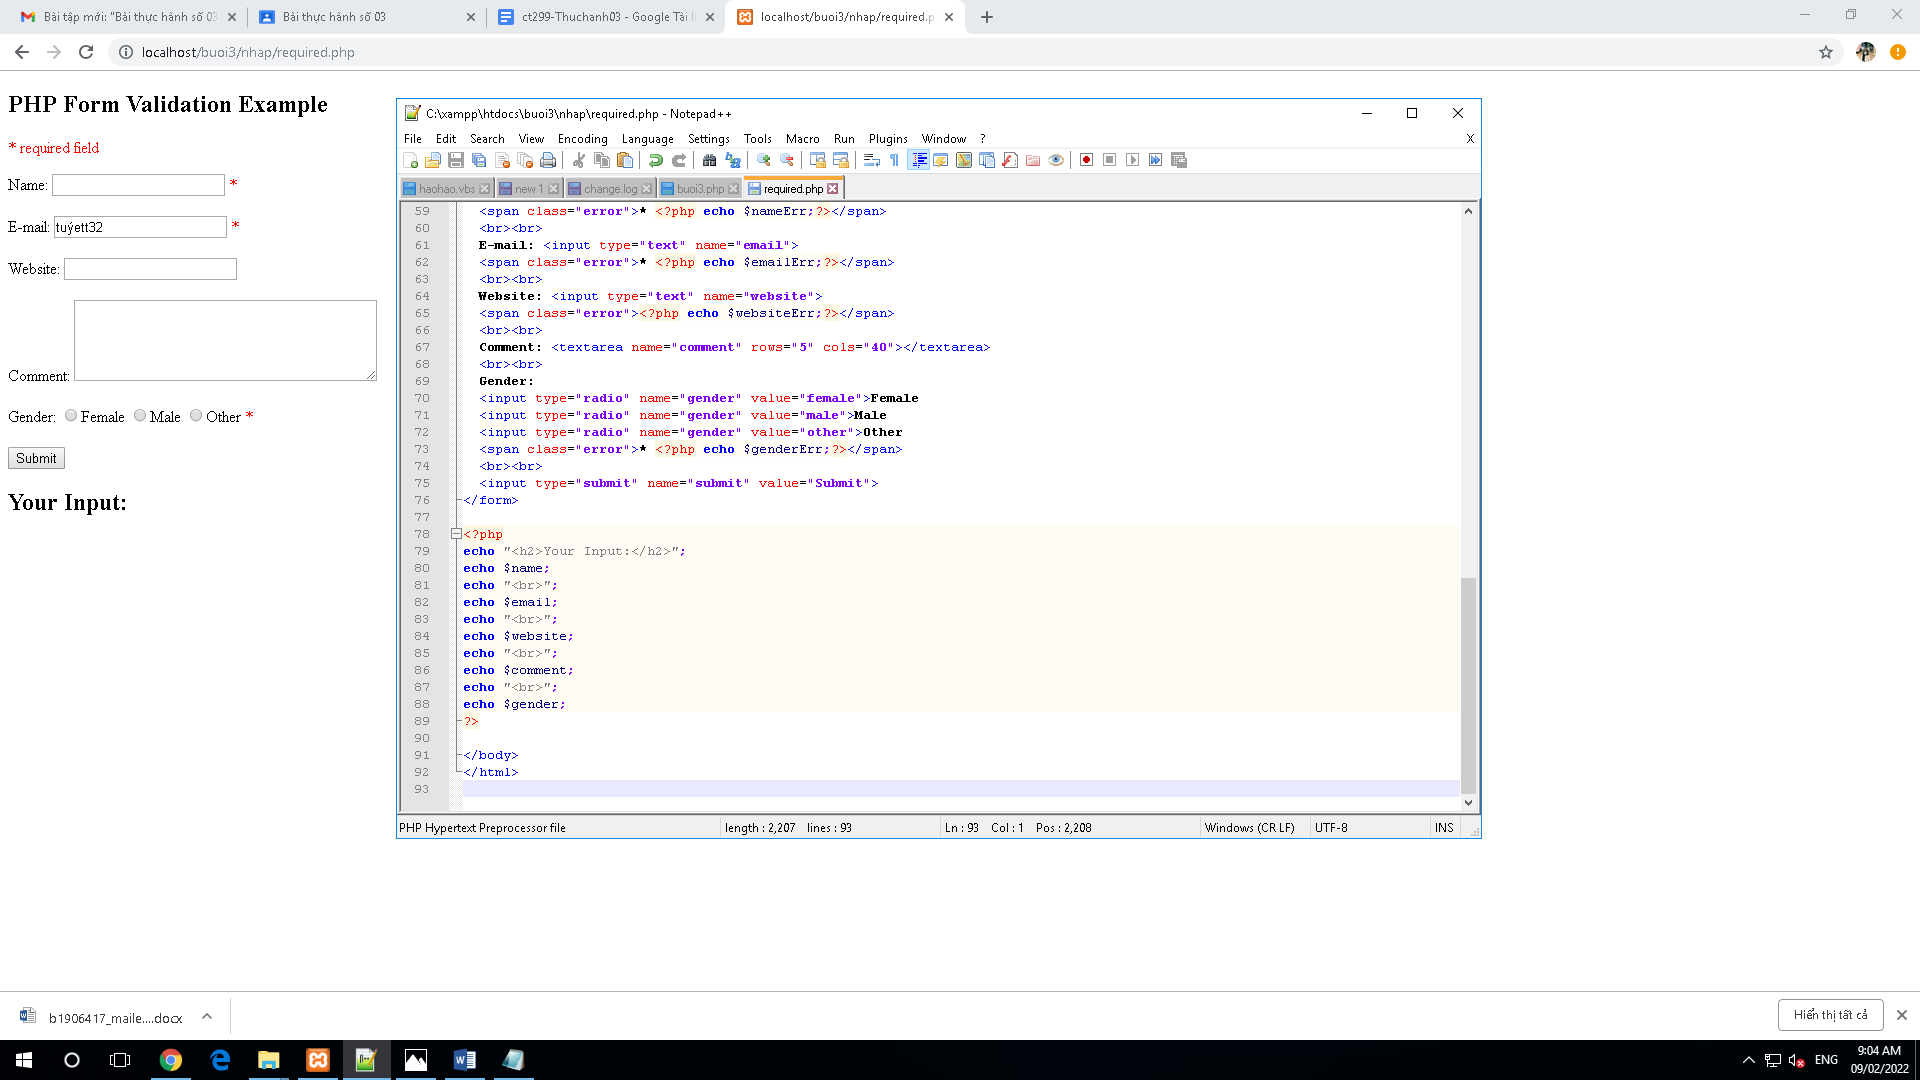 Bài tập mới: "Bài thực hành số 03
Bài thực hành số 03
ct299-Thuchanh03 - Google Tài li
localhost/buoi3/nhap/required.p
localhost/buoi3/nhap/required.php
PHP Form Validation Example
* required field
Name: *
E-mail: tuýett32 *
Website:
Comment:
Gender: Female Male Other *
Submit
Your Input:
C:\xampp\htdocs\buoi3\nhap\required.php - Notepad++
File Edit Search View Encoding Language Settings Tools Macro Run Plugins Window ? X
haohao.vbs new 1 change.log buoi3.php required.php
59 <span class="error">* <?php echo $nameErr;?></span>
60 <br><br>
61 E-mail: <input type="text" name="email">
62 <span class="error">* <?php echo $emailErr;?></span>
63 <br><br>
64 Website: <input type="text" name="website">
65 <span class="error"><?php echo $websiteErr;?></span>
66 <br><br>
67 Comment: <textarea name="comment" rows="5" cols="40"></textarea>
68 <br><br>
69 Gender:
70 <input type="radio" name="gender" value="female">Female
71 <input type="radio" name="gender" value="male">Male
72 <input type="radio" name="gender" value="other">Other
73 <span class="error">* <?php echo $genderErr;?></span>
74 <br><br>
75 <input type="submit" name="submit" value="Submit">
76 </form>
77
78 <?php
79 echo "<h2>Your Input:</h2>";
80 echo $name;
81 echo "<br>";
82 echo $email;
83 echo "<br>";
84 echo $website;
85 echo "<br>";
86 echo $comment;
87 echo "<br>";
88 echo $gender;
89 ?>
90
91 </body>
92 </html>
93
PHP Hypertext Preprocessor file length : 2,207 lines : 93 Ln : 93 Col : 1 Pos : 2,208 Windows (CR LF) UTF-8 INS
b1906417_maile....docx
Hiển thị tất cả
ENG
9:04 AM
09/02/2022